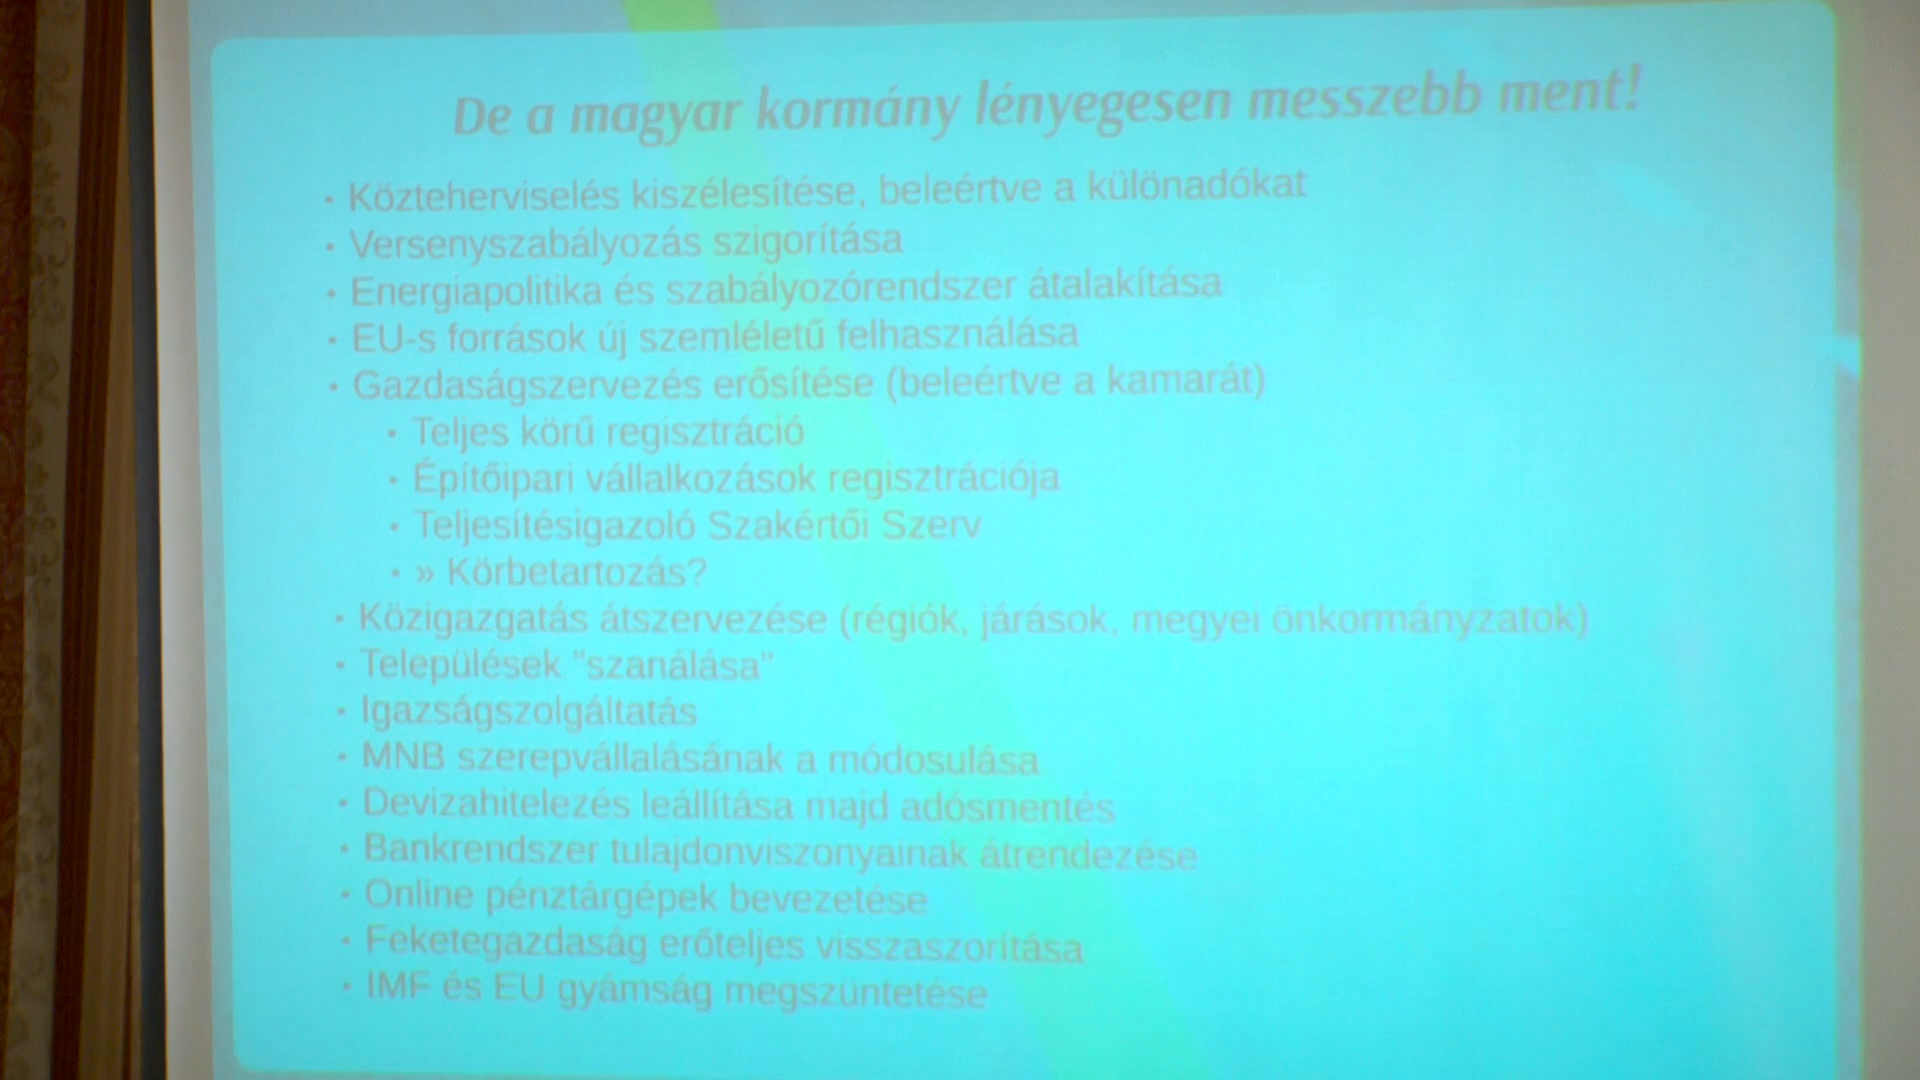 De a magyar kormány lényegesen messzebb ment!
• Közteherviselés kiszélesítése, beleértve a különadókat
• Versenyszabályozás szigorítása
• Energiapolitika és szabályozórendszer átalakítása
• EU-s források új szemléletű felhasználása
• Gazdaságszervezés erősítése (beleértve a kamarát)
• Teljes körű regisztráció
• Építőipari vállalkozások regisztrációja
• Teljesítésigazoló Szakértői Szerv
• » Körbetartozás?
• Közigazgatás átszervezése (régiók, járások, megyei önkormányzatok)
• Települések "szanálása"
• Igazságszolgáltatás
• MNB szerepvállalásának a módosulása
• Devizahitelezés leállítása majd adósmentés
• Bankrendszer tulajdonviszonyainak átrendezése
• Online pénztárgépek bevezetése
• Feketegazdaság erőteljes visszaszorítása
• IMF és EU gyámság megszüntetése